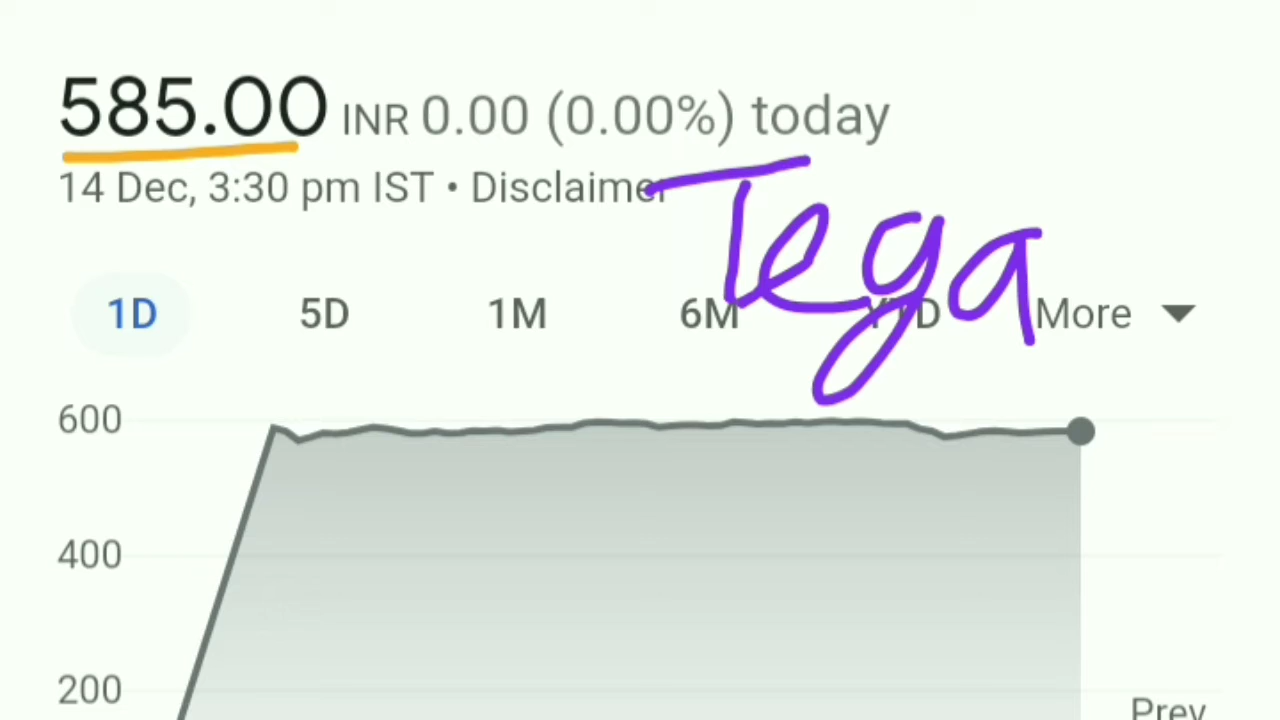 585.00 INR 0.00 (0.00%) today
14 Dec, 3:30 pm IST • Disclaimer
Tega
1D 5D 1M 6M YTD More
600
400
200
Prev